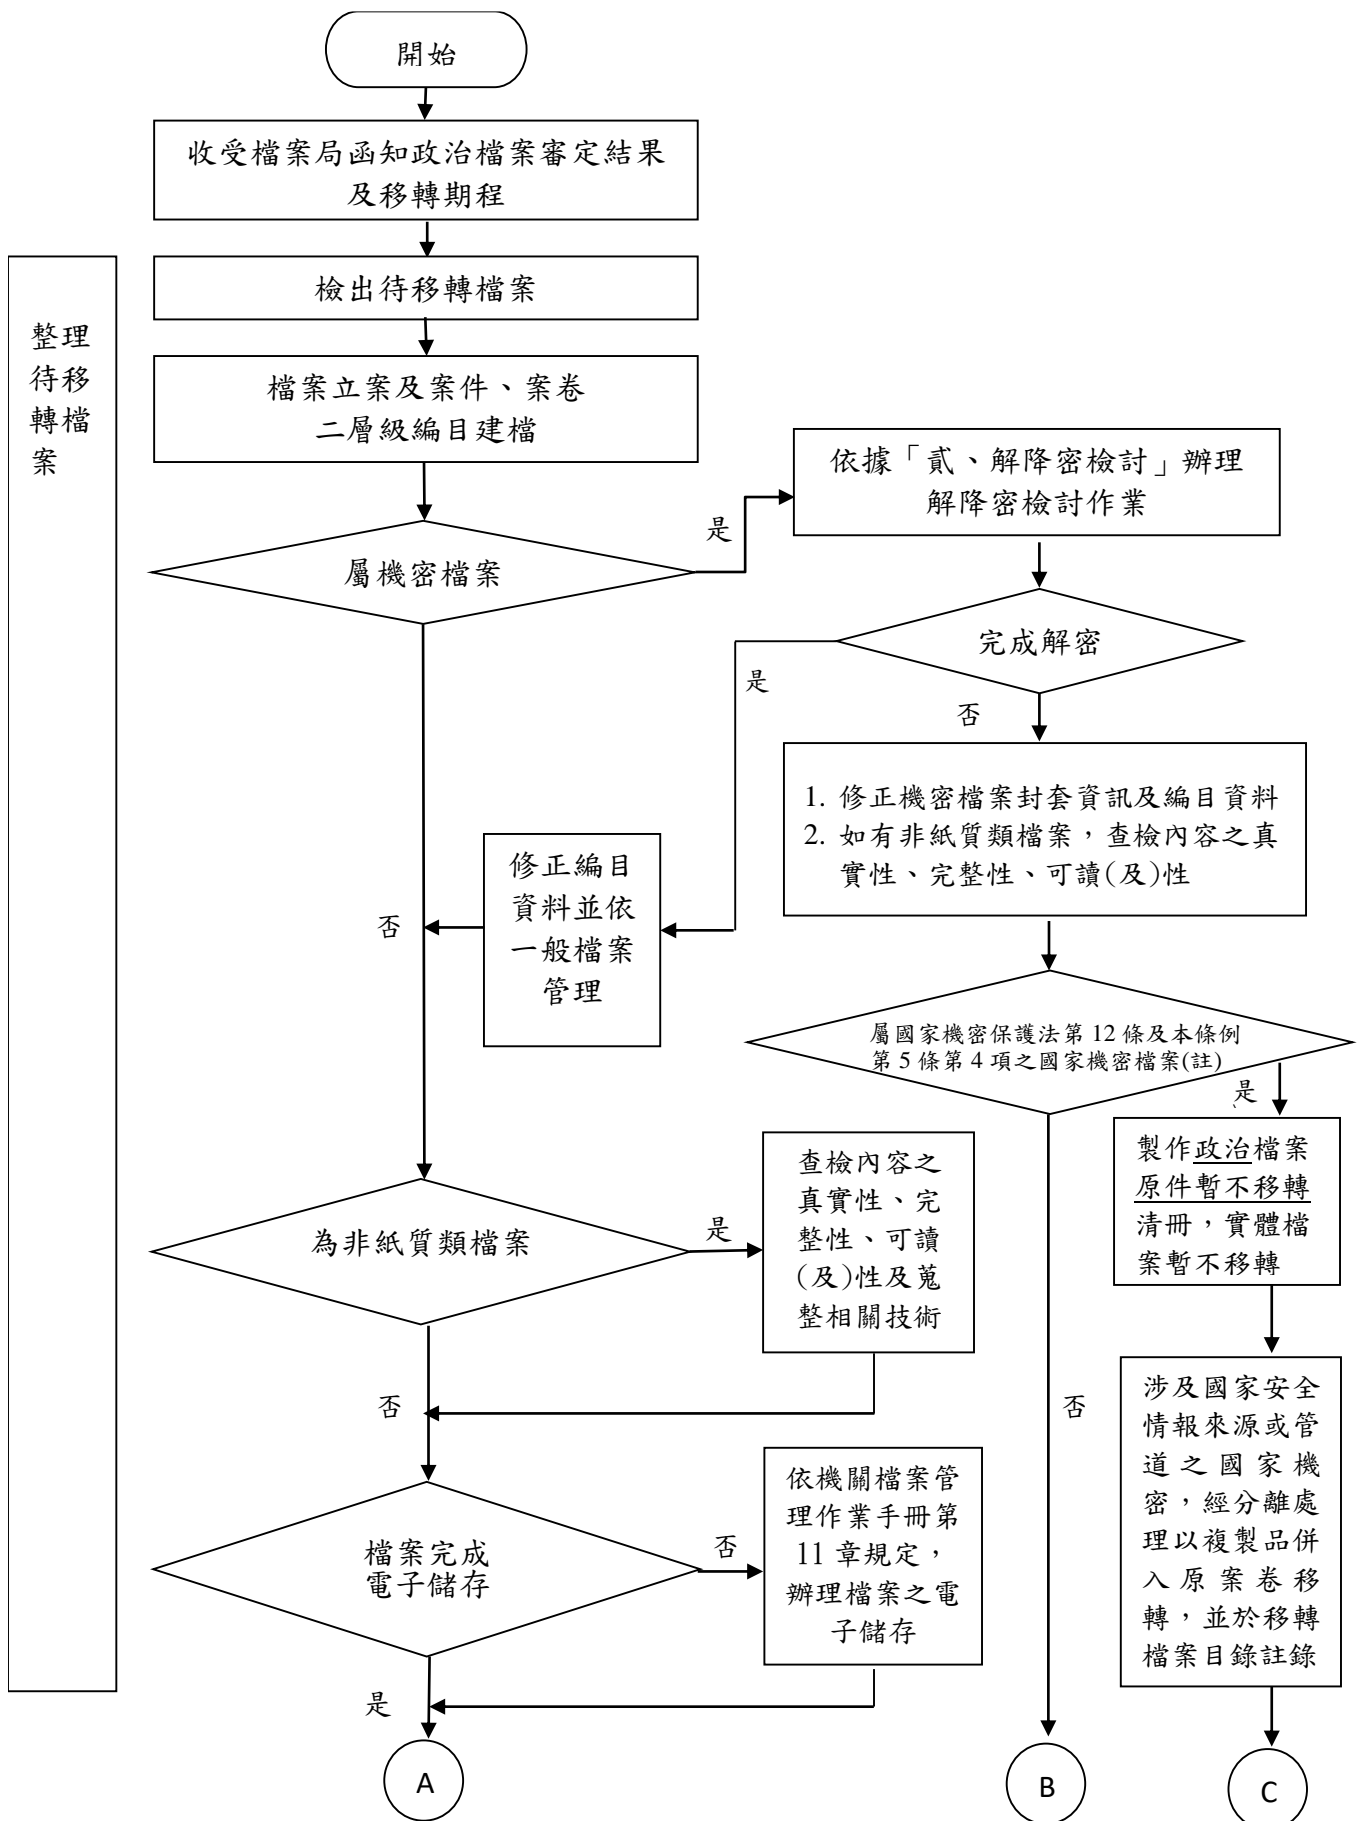 開始
收受檔案局函知政治檔案審定結果
及移轉期程
整理
待移
轉檔
案
檢出待移轉檔案
檔案立案及案件、案卷
二層級編目建檔
屬機密檔案
是
依據「貳、解降密檢討」辦理
解降密檢討作業
完成解密
是
否
修正編目
資料並依
一般檔案
管理
否
1. 修正機密檔案封套資訊及編目資料
2. 如有非紙質類檔案，查檢內容之真
實性、完整性、可讀(及)性
屬國家機密保護法第 12 條及本條例
第 5 條第 4 項之國家機密檔案(註)
是
、
製作政治檔案
原件暫不移轉
清冊，實體檔
案暫不移轉
為非紙質類檔案
是
查檢內容之
真實性、完
整性、可讀
(及)性及蒐
整相關技術
否
否
涉及國家安全
情報來源或管
道之國家機
密，經分離處
理以複製品併
入原案卷移
轉，並於移轉
檔案目錄註錄
檔案完成
電子儲存
否
依機關檔案管
理作業手冊第
11 章規定，
辦理檔案之電
子儲存
是
A
B
C